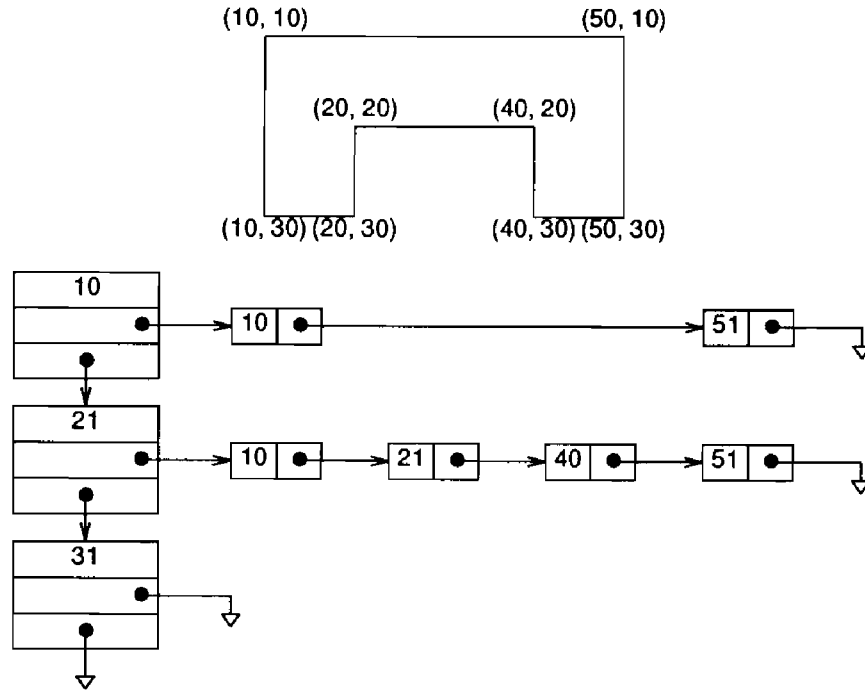 (10, 10) (50, 10)
(20, 20) (40, 20)
(10, 30) (20, 30) (40, 30) (50, 30)
10
10 51
21
10 21 40 51
31